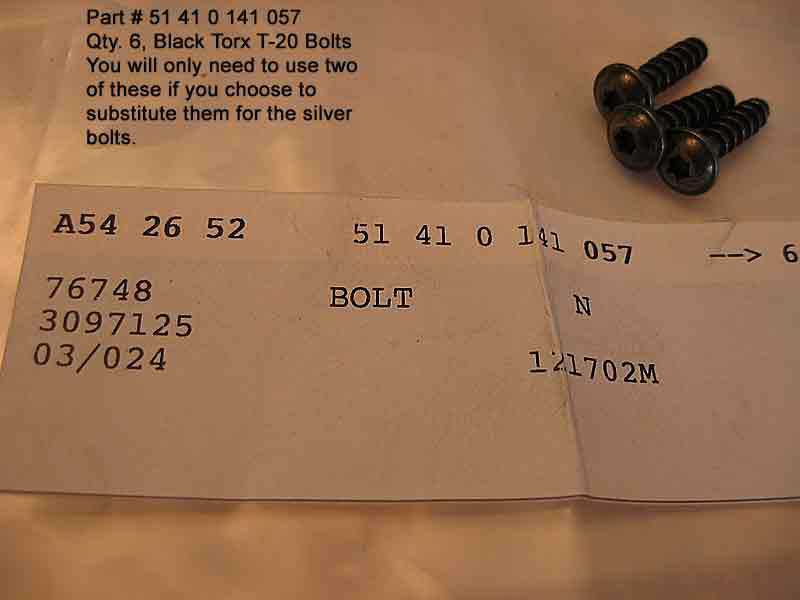 Part # 51 41 0 141 057
Qty. 6, Black Torx T-20 Bolts
You will only need to use two
of these if you choose to
substitute them for the silver
bolts.
A54 26 52 51 41 0 141 057 --> 6
76748 BOLT N
3097125
03/024 121702M